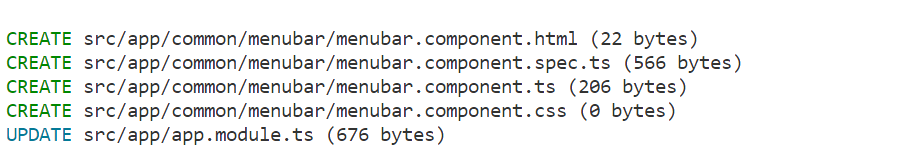 CREATE src/app/common/menubar/menubar.component.html (22 bytes)
CREATE src/app/common/menubar/menubar.component.spec.ts (566 bytes)
CREATE src/app/common/menubar/menubar.component.ts (206 bytes)
CREATE src/app/common/menubar/menubar.component.css (0 bytes)
UPDATE src/app/app.module.ts (676 bytes)